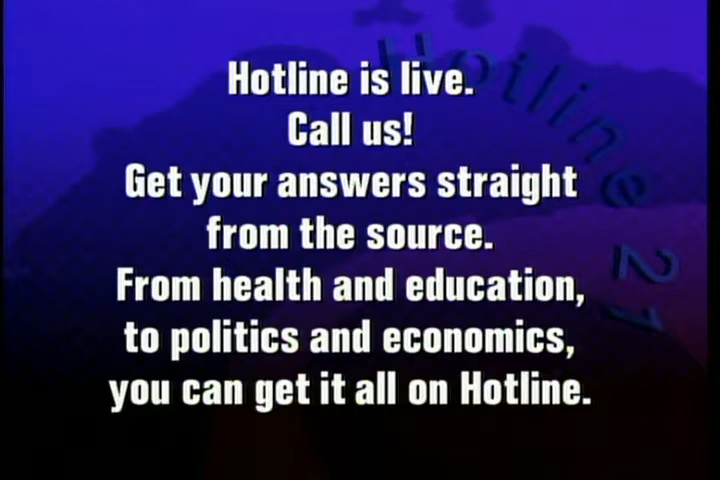 Hotline 21
Hotline is live.
Call us!
Get your answers straight
from the source.
From health and education,
to politics and economics,
you can get it all on Hotline.